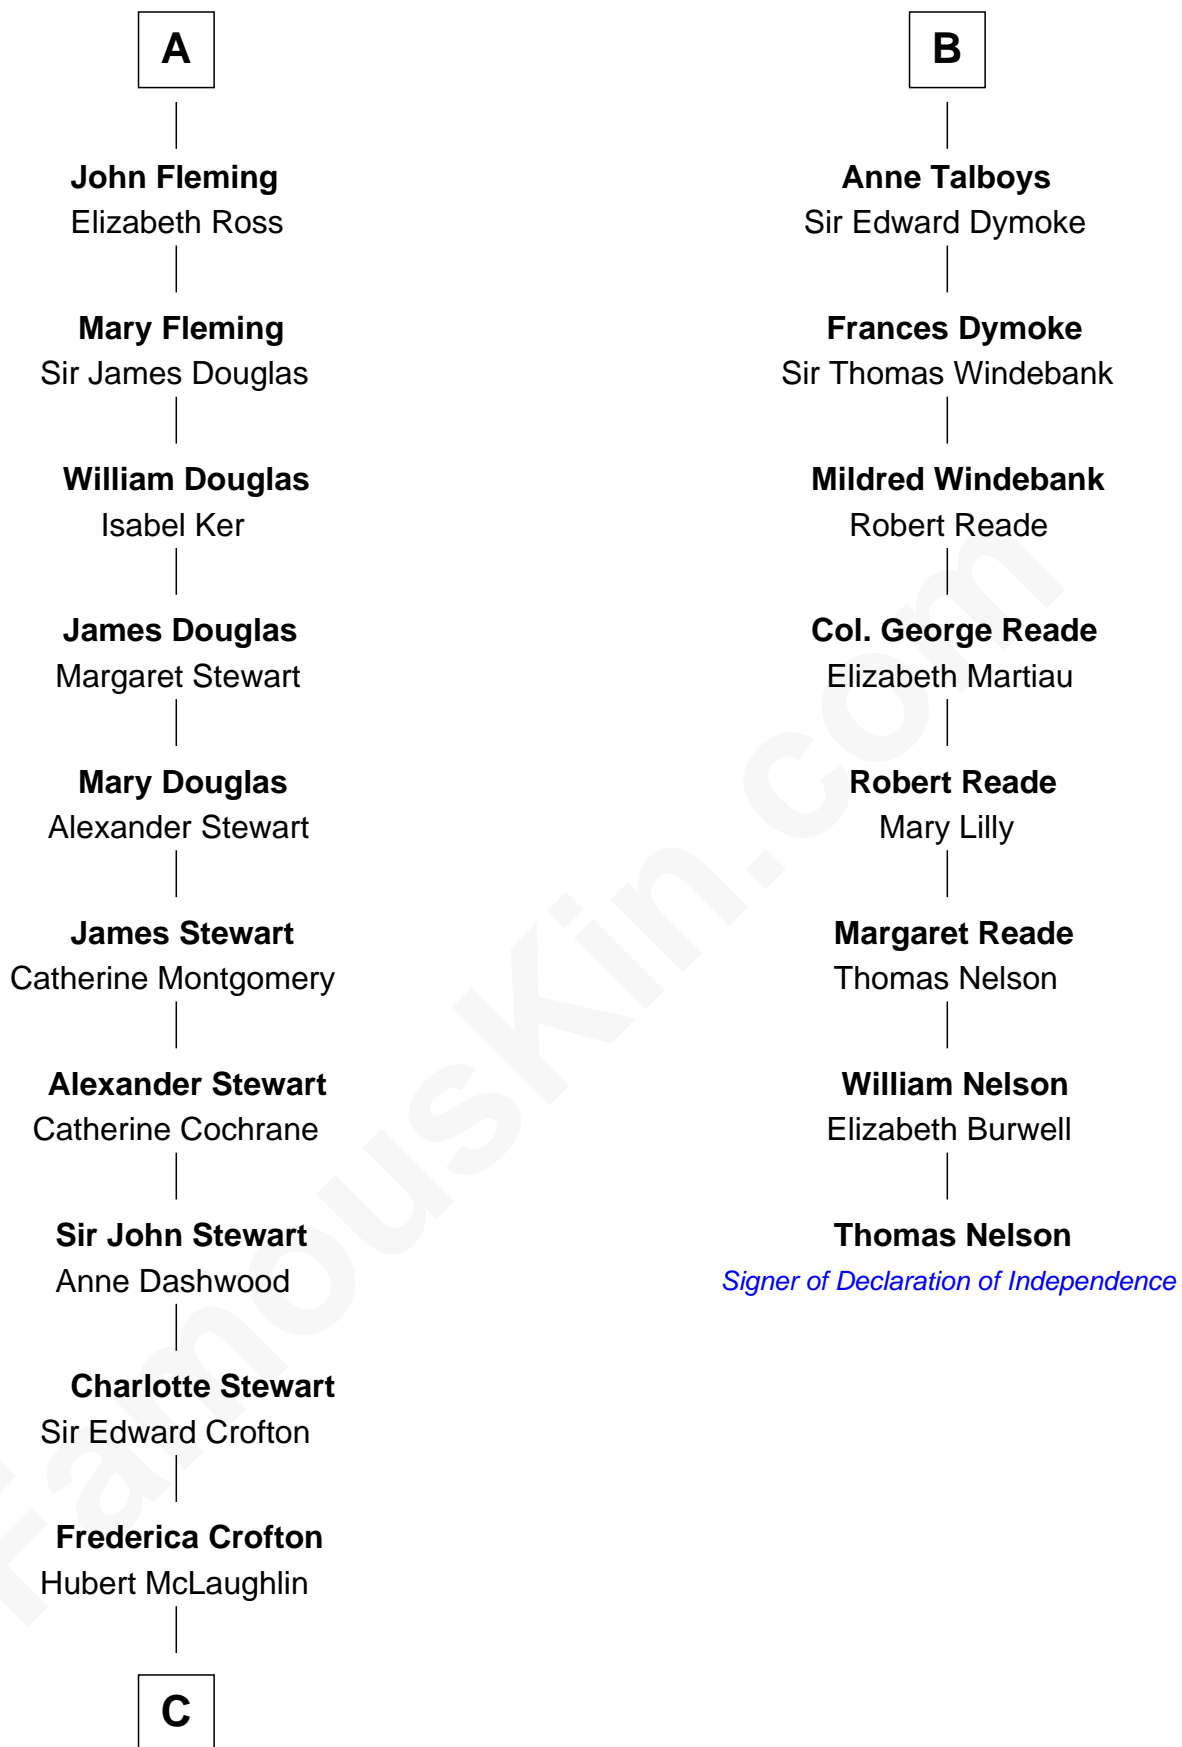 A
John Fleming
Elizabeth Ross
Mary Fleming
Sir James Douglas
William Douglas
Isabel Ker
James Douglas
Margaret Stewart
Mary Douglas
Alexander Stewart
James Stewart
Catherine Montgomery
Alexander Stewart
Catherine Cochrane
Sir John Stewart
Anne Dashwood
Charlotte Stewart
Sir Edward Crofton
Frederica Crofton
Hubert McLaughlin
C
B
Anne Talboys
Sir Edward Dymoke
Frances Dymoke
Sir Thomas Windebank
Mildred Windebank
Robert Reade
Col. George Reade
Elizabeth Martiau
Robert Reade
Mary Lilly
Margaret Reade
Thomas Nelson
William Nelson
Elizabeth Burwell
Thomas Nelson
Signer of Declaration of Independence
FamousKin.com